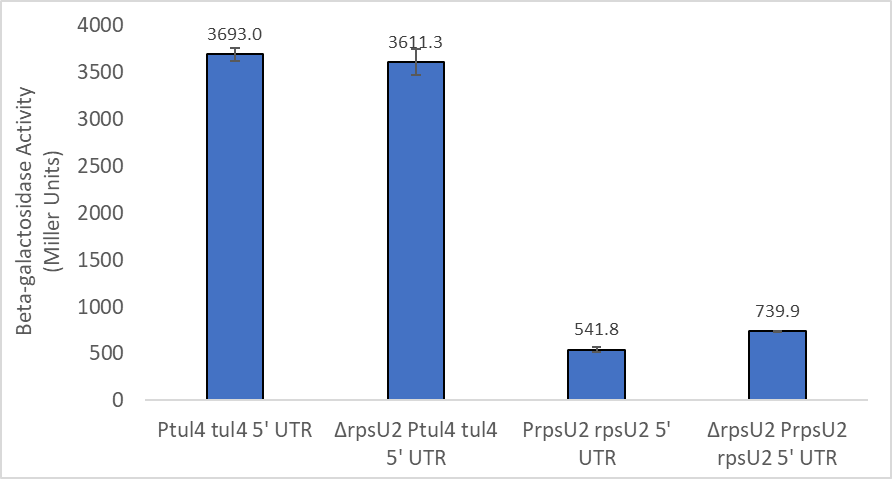 Beta-galactosidase Activity
(Miller Units)
4000
3500
3000
2500
2000
1500
1000
500
0
3693.0
3611.3
541.8
739.9
Ptul4 tul4 5' UTR
ΔrpsU2 Ptul4 tul4
5' UTR
PrpsU2 rpsU2 5'
UTR
ΔrpsU2 PrpsU2
rpsU2 5' UTR